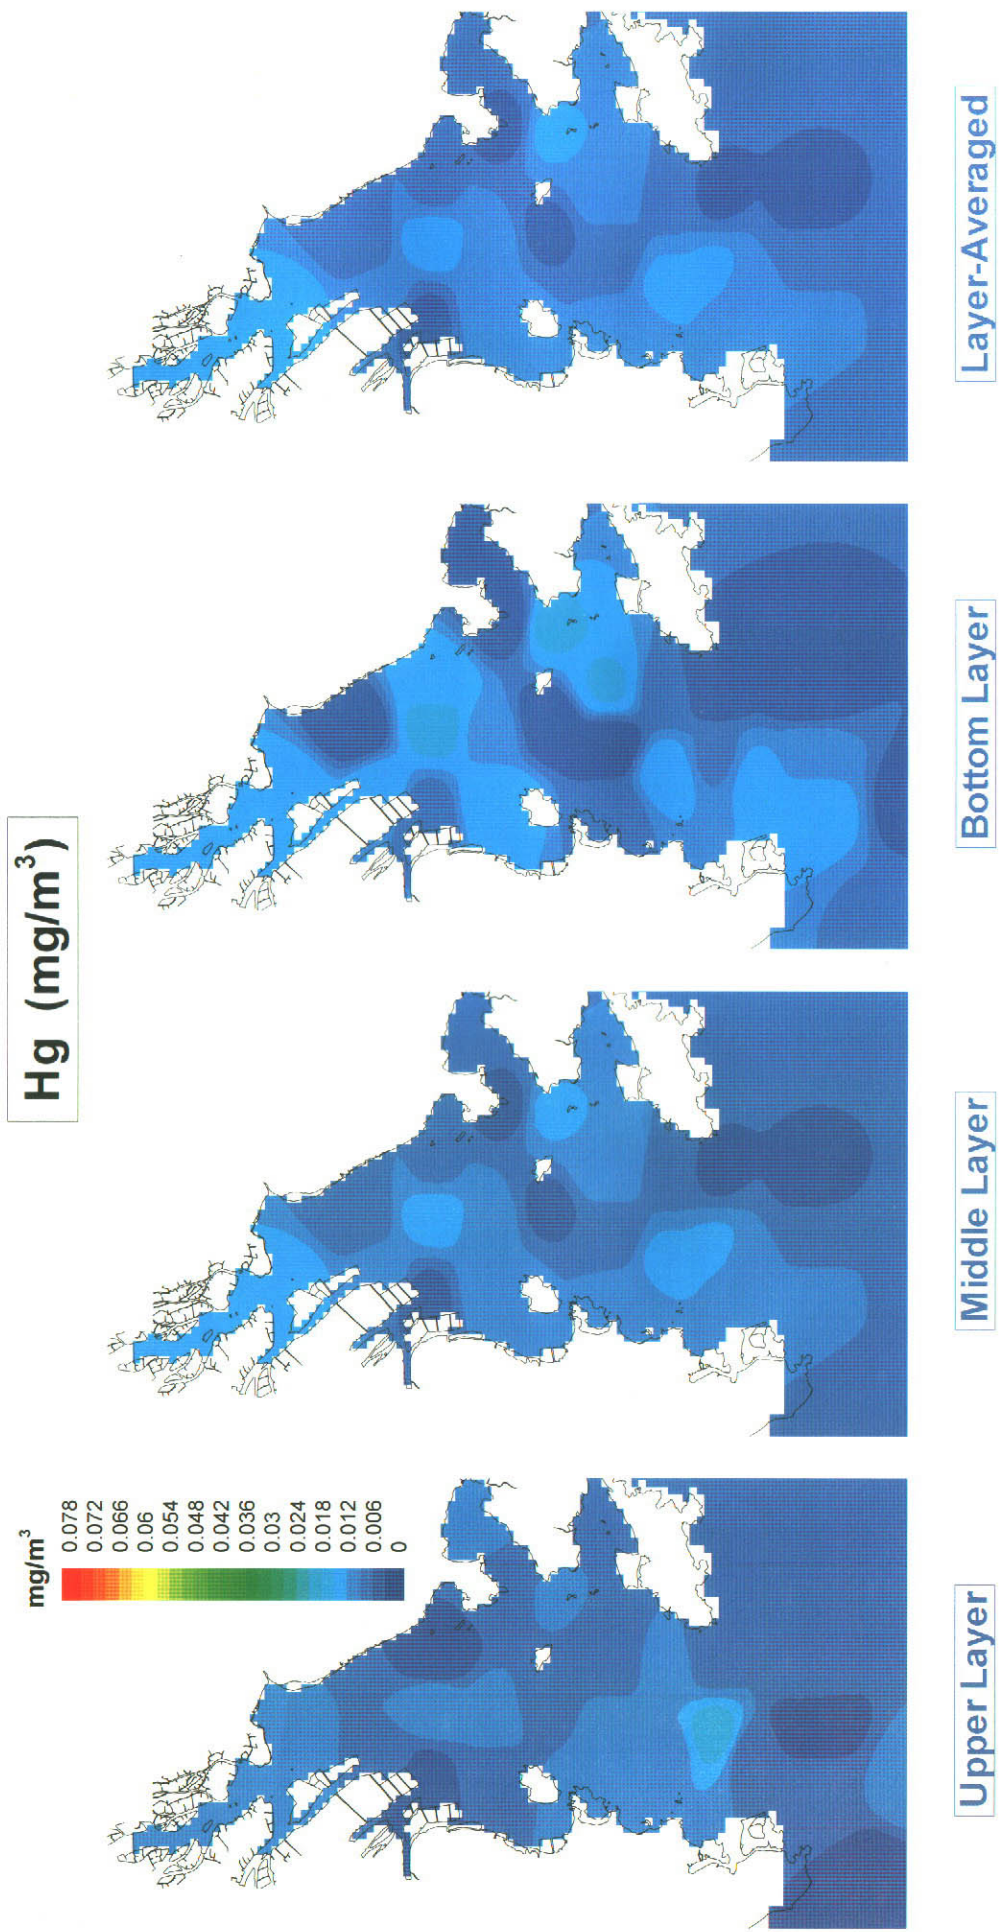 Hg (mg/m³)
mg/m³
0.078
0.072
0.066
0.06
0.054
0.048
0.042
0.036
0.03
0.024
0.018
0.012
0.006
0
Upper Layer
Middle Layer
Bottom Layer
Layer-Averaged